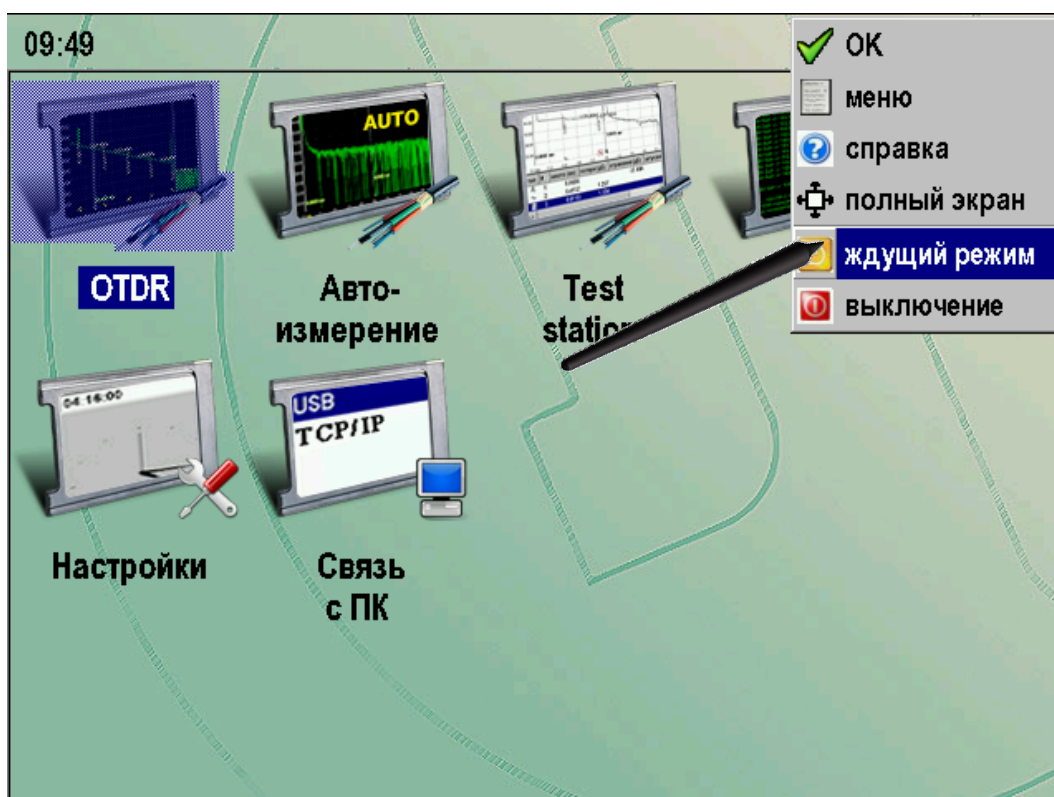 09:49
OK
меню
справка
полный экран
ждущий режим
выключение
AUTO
OTDR
Авто-
измерение
Test
station
04:16:00
USB
TCP/IP
Настройки
Связь
с ПК